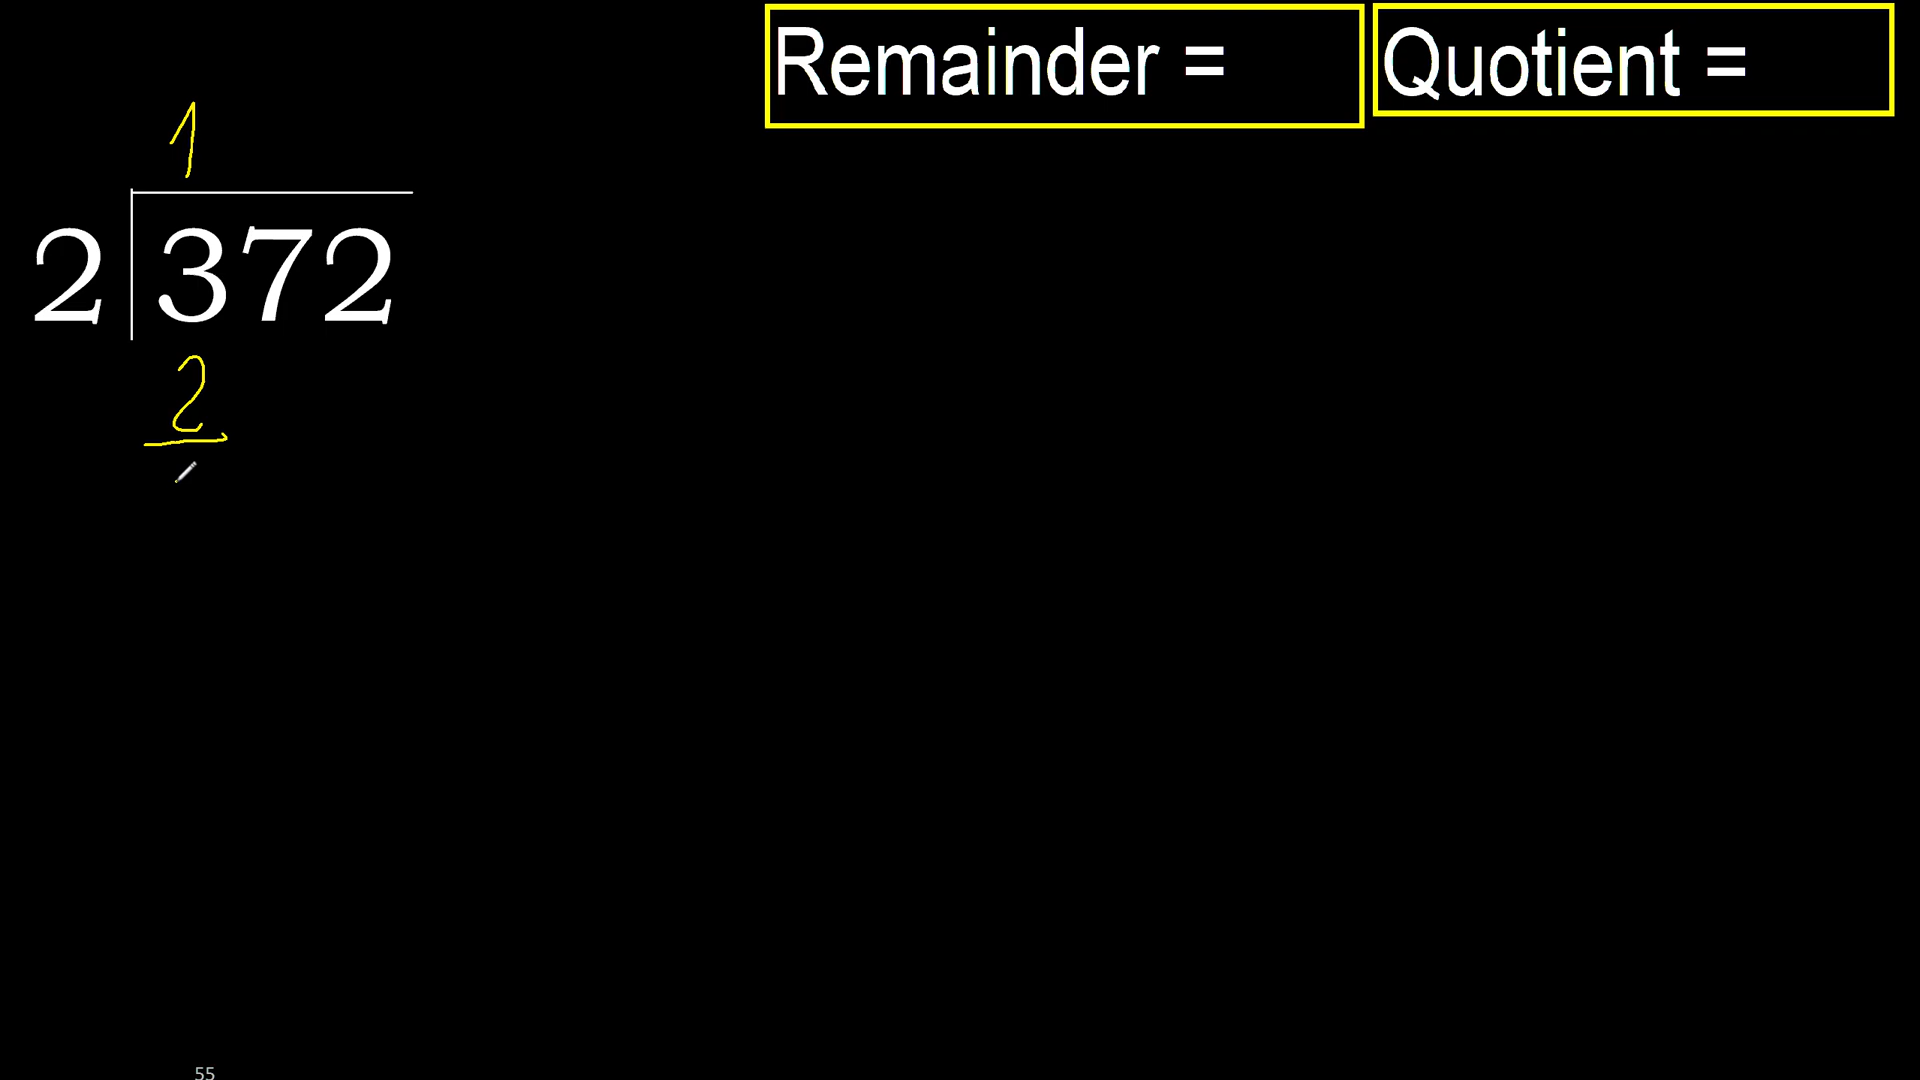 Remainder = Quotient =
1
2 372
2
55